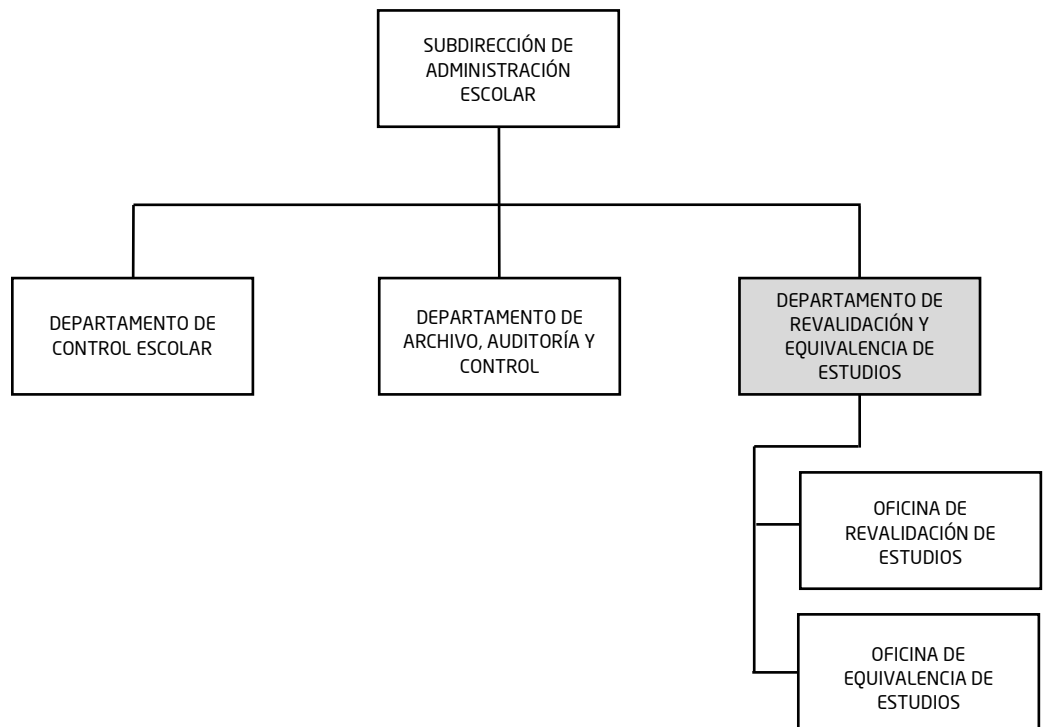 SUBDIRECCIÓN DE
ADMINISTRACIÓN
ESCOLAR
DEPARTAMENTO DE
CONTROL ESCOLAR
DEPARTAMENTO DE
ARCHIVO, AUDITORÍA Y
CONTROL
DEPARTAMENTO DE
REVALIDACIÓN Y
EQUIVALENCIA DE
ESTUDIOS
OFICINA DE
REVALIDACIÓN DE
ESTUDIOS
OFICINA DE
EQUIVALENCIA DE
ESTUDIOS